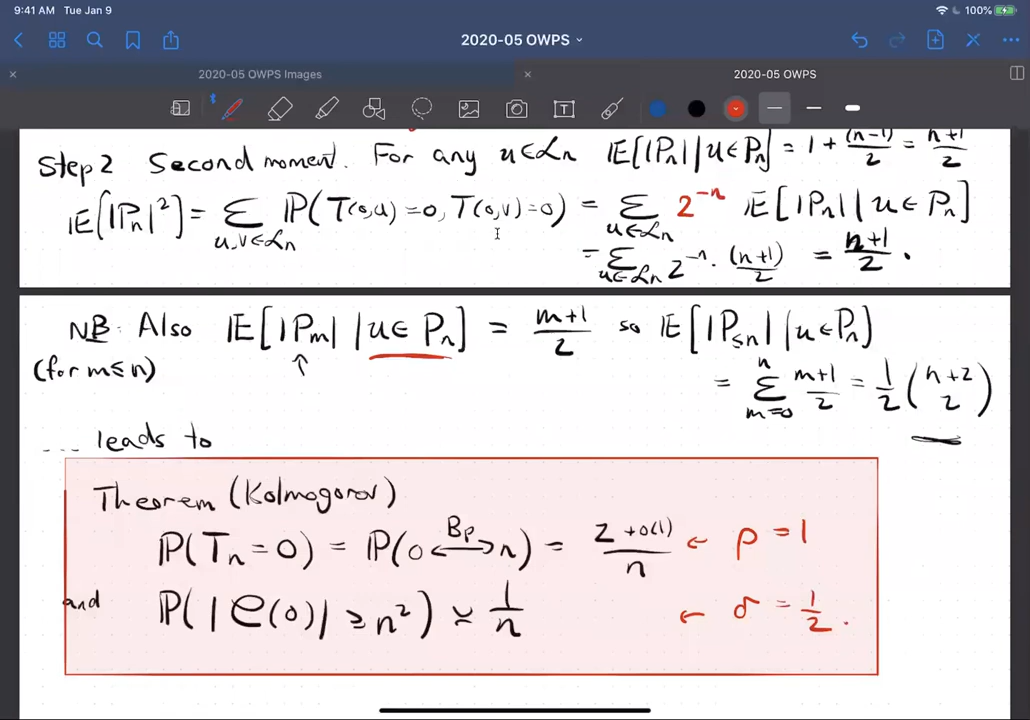 9:41 AM Tue Jan 9
100%
2020-05 OWPS
2020-05 OWPS Images
2020-05 OWPS
Step 2 Second moment. For any u∈𝓛n 𝔼[|Pn| | u∈Pn] = 1 + (n-1)/2 = (n+1)/2
𝔼[|Pn|²] = Σ_{u,v∈𝓛n} ℙ(T(0,u)=0, T(0,v)=0) = Σ_{u∈𝓛n} 2^{-n} 𝔼[|Pn| | u∈Pn]
= Σ_{u∈𝓛n} 2^{-n} · (n+1)/2 = (n+1)/2 .
NB. Also 𝔼[|Pm| | u∈Pn] = (m+1)/2 so 𝔼[|P≤n| | u∈Pn]
(for m≤n) ↑ = Σ_{m=0}^{n} (m+1)/2 = 1/2 (n+2 2)
... leads to
Theorem (Kolmogorov)
ℙ(Tn=0) = ℙ(0 ⟷^{Bp} n) = (2+o(1))/n ← ρ = 1
and ℙ(|C(0)| ≥ n²) ≍ 1/n ← δ = 1/2 .